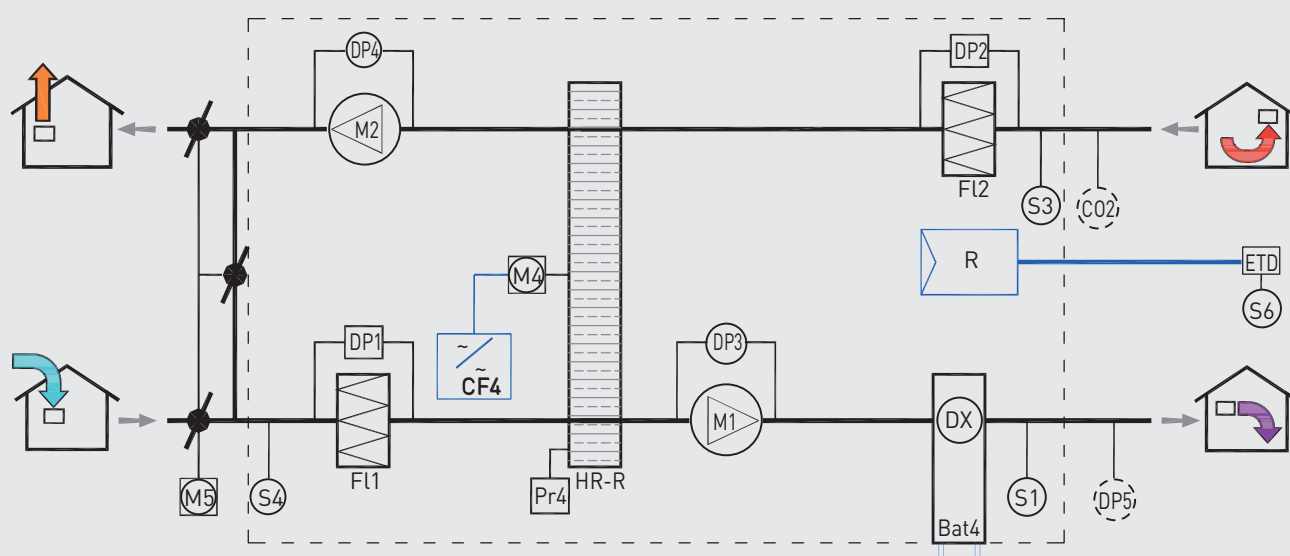 DP4
DP2
M2
Fl2
S3
CO2
R
ETD
M4
S6
DP1
DP3
~
~
CF4
M1
DX
Fl1
HR-R
M5
S4
Pr4
S1
DP5
Bat4